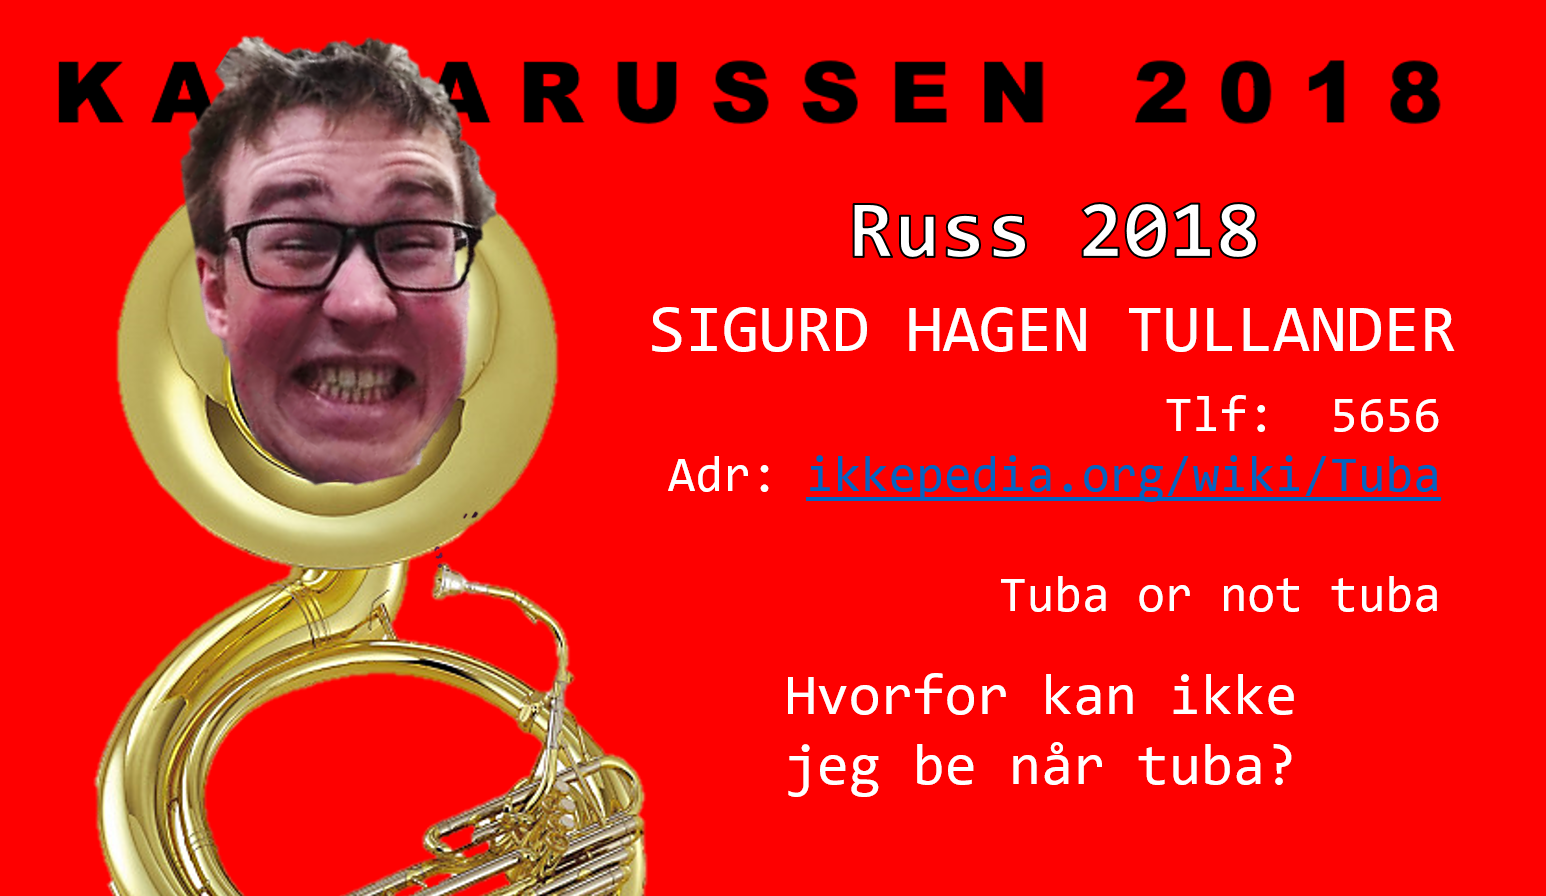 KA ARUSSEN 2018
Russ 2018
SIGURD HAGEN TULLANDER
Tlf: 5656
Adr: ikkepedia.org/wiki/Tuba
Tuba or not tuba
Hvorfor kan ikke
jeg be når tuba?